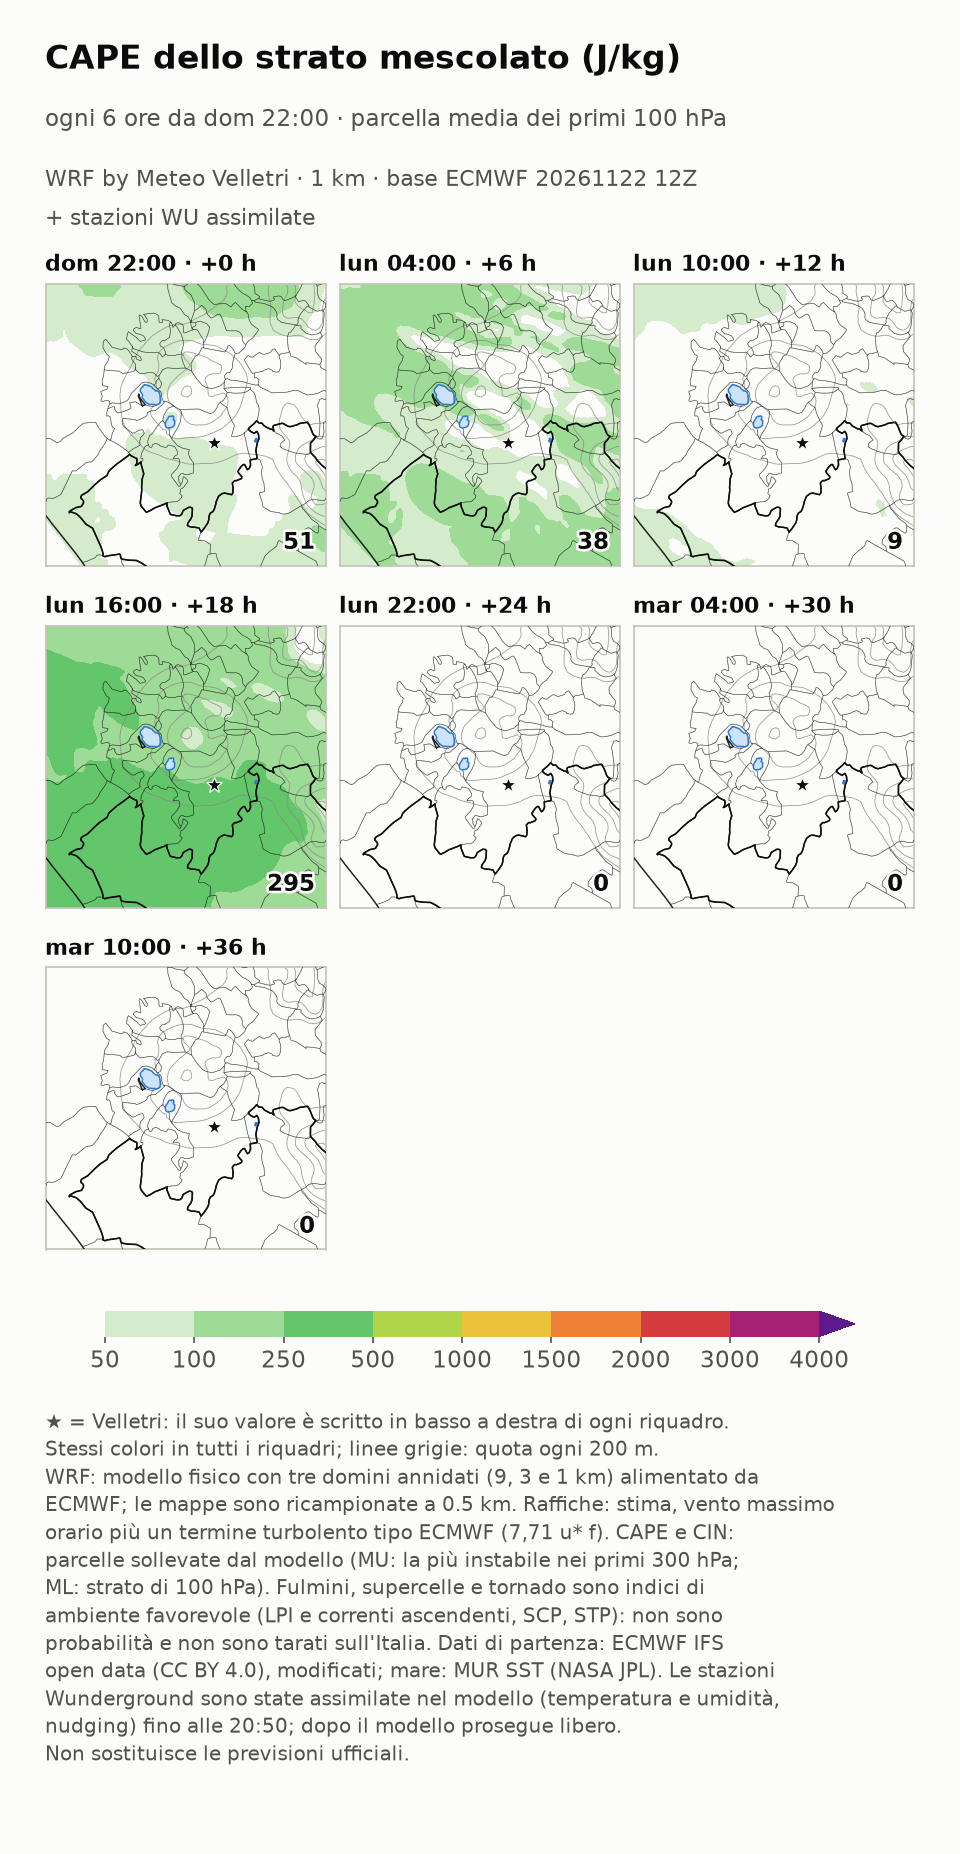 CAPE dello strato mescolato (J/kg)
ogni 6 ore da dom 22:00 · parcella media dei primi 100 hPa
WRF by Meteo Velletri · 1 km · base ECMWF 20261122 12Z
+ stazioni WU assimilate
dom 22:00 · +0 h
lun 04:00 · +6 h
lun 10:00 · +12 h
51
38
9
lun 16:00 · +18 h
lun 22:00 · +24 h
mar 04:00 · +30 h
295
0
0
mar 10:00 · +36 h
0
50 100 250 500 1000 1500 2000 3000 4000
★ = Velletri: il suo valore è scritto in basso a destra di ogni riquadro.
Stessi colori in tutti i riquadri; linee grigie: quota ogni 200 m.
WRF: modello fisico con tre domini annidati (9, 3 e 1 km) alimentato da
ECMWF; le mappe sono ricampionate a 0.5 km. Raffiche: stima, vento massimo
orario più un termine turbolento tipo ECMWF (7,71 u* f). CAPE e CIN:
parcelle sollevate dal modello (MU: la più instabile nei primi 300 hPa;
ML: strato di 100 hPa). Fulmini, supercelle e tornado sono indici di
ambiente favorevole (LPI e correnti ascendenti, SCP, STP): non sono
probabilità e non sono tarati sull'Italia. Dati di partenza: ECMWF IFS
open data (CC BY 4.0), modificati; mare: MUR SST (NASA JPL). Le stazioni
Wunderground sono state assimilate nel modello (temperatura e umidità,
nudging) fino alle 20:50; dopo il modello prosegue libero.
Non sostituisce le previsioni ufficiali.